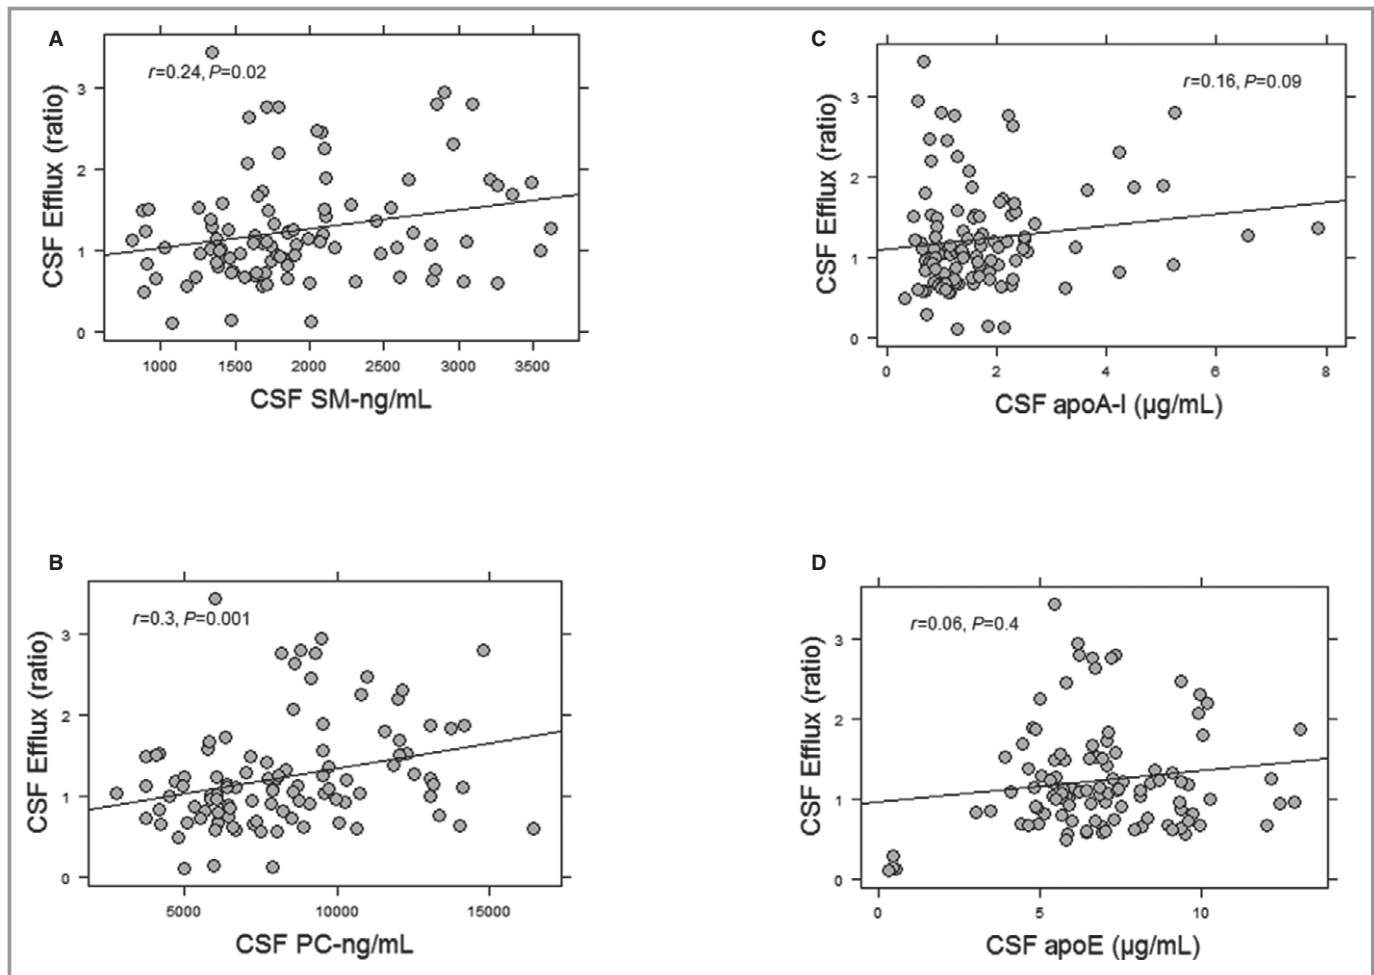 A
r=0.24, P=0.02
CSF Efflux (ratio)
3
2
1
0
1000 1500 2000 2500 3000 3500
CSF SM-ng/mL
C
r=0.16, P=0.09
CSF Efflux (ratio)
3
2
1
0
0 2 4 6 8
CSF apoA-I (µg/mL)
B
r=0.3, P=0.001
CSF Efflux (ratio)
3
2
1
0
5000 10000 15000
CSF PC-ng/mL
D
r=0.06, P=0.4
CSF Efflux (ratio)
3
2
1
0
0 5 10
CSF apoE (µg/mL)